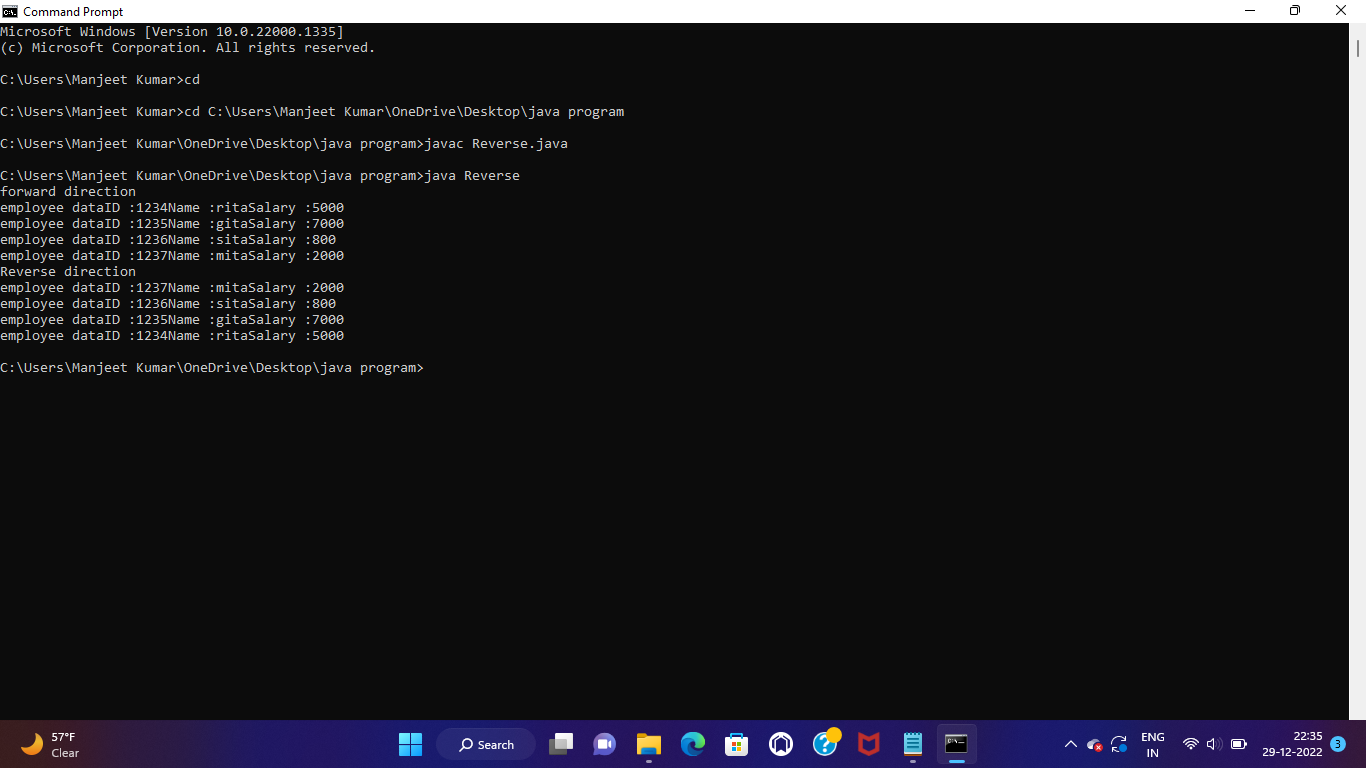 Command Prompt
Microsoft Windows [Version 10.0.22000.1335]
(c) Microsoft Corporation. All rights reserved.
C:\Users\Manjeet Kumar>cd
C:\Users\Manjeet Kumar>cd C:\Users\Manjeet Kumar\OneDrive\Desktop\java program
C:\Users\Manjeet Kumar\OneDrive\Desktop\java program>javac Reverse.java
C:\Users\Manjeet Kumar\OneDrive\Desktop\java program>java Reverse
forward direction
employee dataID :1234Name :ritaSalary :5000
employee dataID :1235Name :gitaSalary :7000
employee dataID :1236Name :sitaSalary :800
employee dataID :1237Name :mitaSalary :2000
Reverse direction
employee dataID :1237Name :mitaSalary :2000
employee dataID :1236Name :sitaSalary :800
employee dataID :1235Name :gitaSalary :7000
employee dataID :1234Name :ritaSalary :5000
C:\Users\Manjeet Kumar\OneDrive\Desktop\java program>
57°F
Clear
Search
ENG
IN
22:35
29-12-2022
3